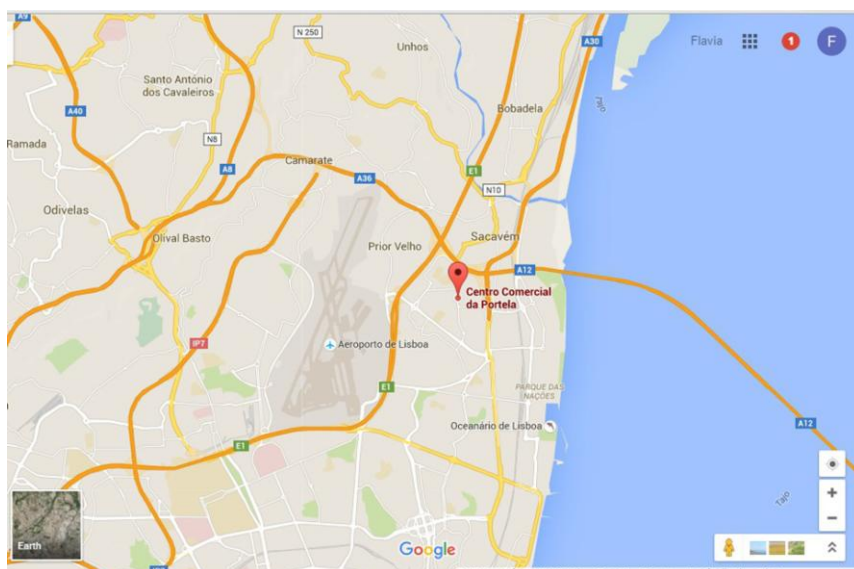 A9
N 250
A30
Flavia
1
F
Unhos
Santo António
dos Cavaleiros
Tajo
A40
Bobadela
N8
Ramada
Camarate
A8
A36
E1
N10
Odivelas
Olival Basto
Prior Velho
Sacavém
A12
Centro Comercial
da Portela
IP7
Aeroporto de Lisboa
E1
PARQUE DAS
NAÇÕES
Oceanário de Lisboa
A12
E1
Tajo
Earth
Google